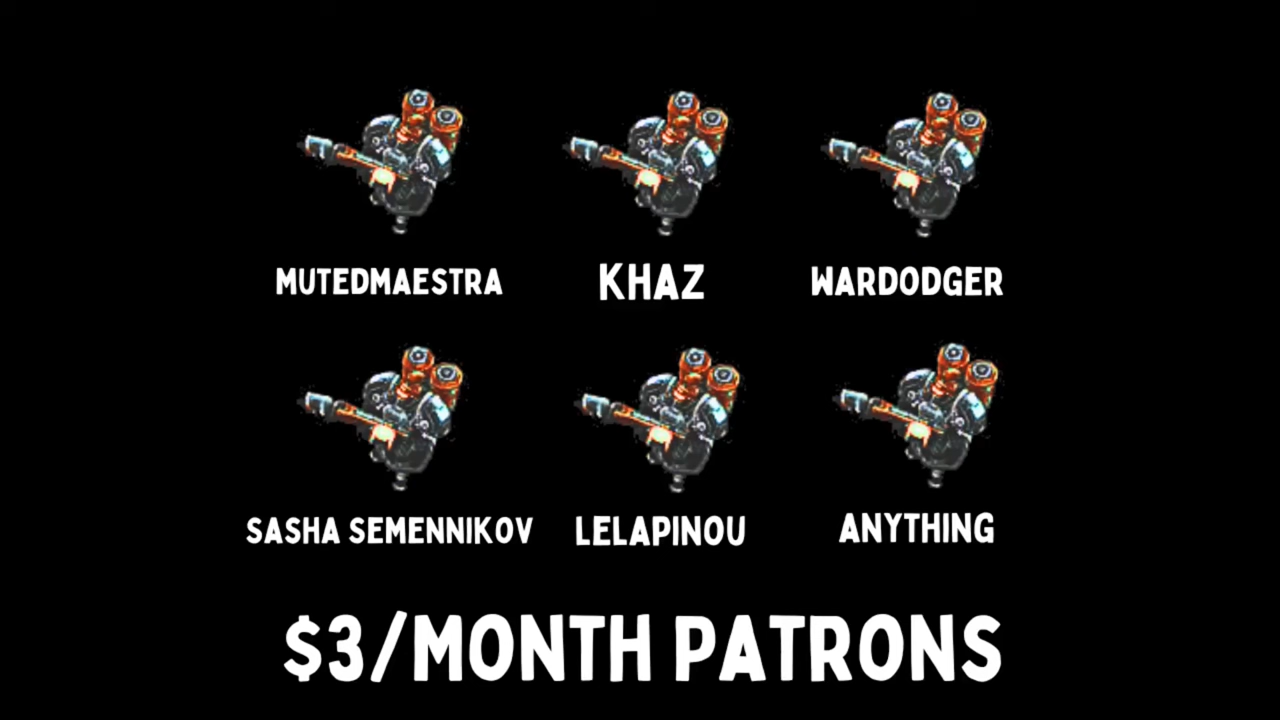 MUTEDMAESTRA
KHAZ
WARDODGER
SASHA SEMENNIKOV
LELAPINOU
ANYTHING
$3/MONTH PATRONS